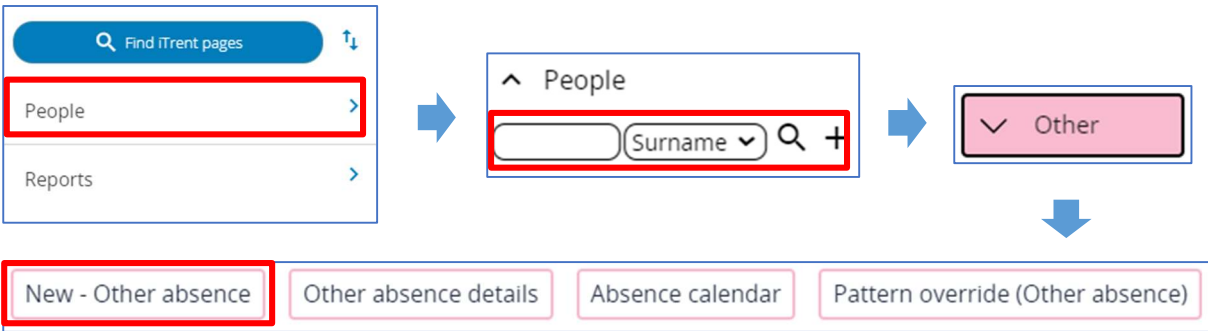 Find iTrent pages
People
Reports
People
Surname
Other
New - Other absence
Other absence details
Absence calendar
Pattern override (Other absence)